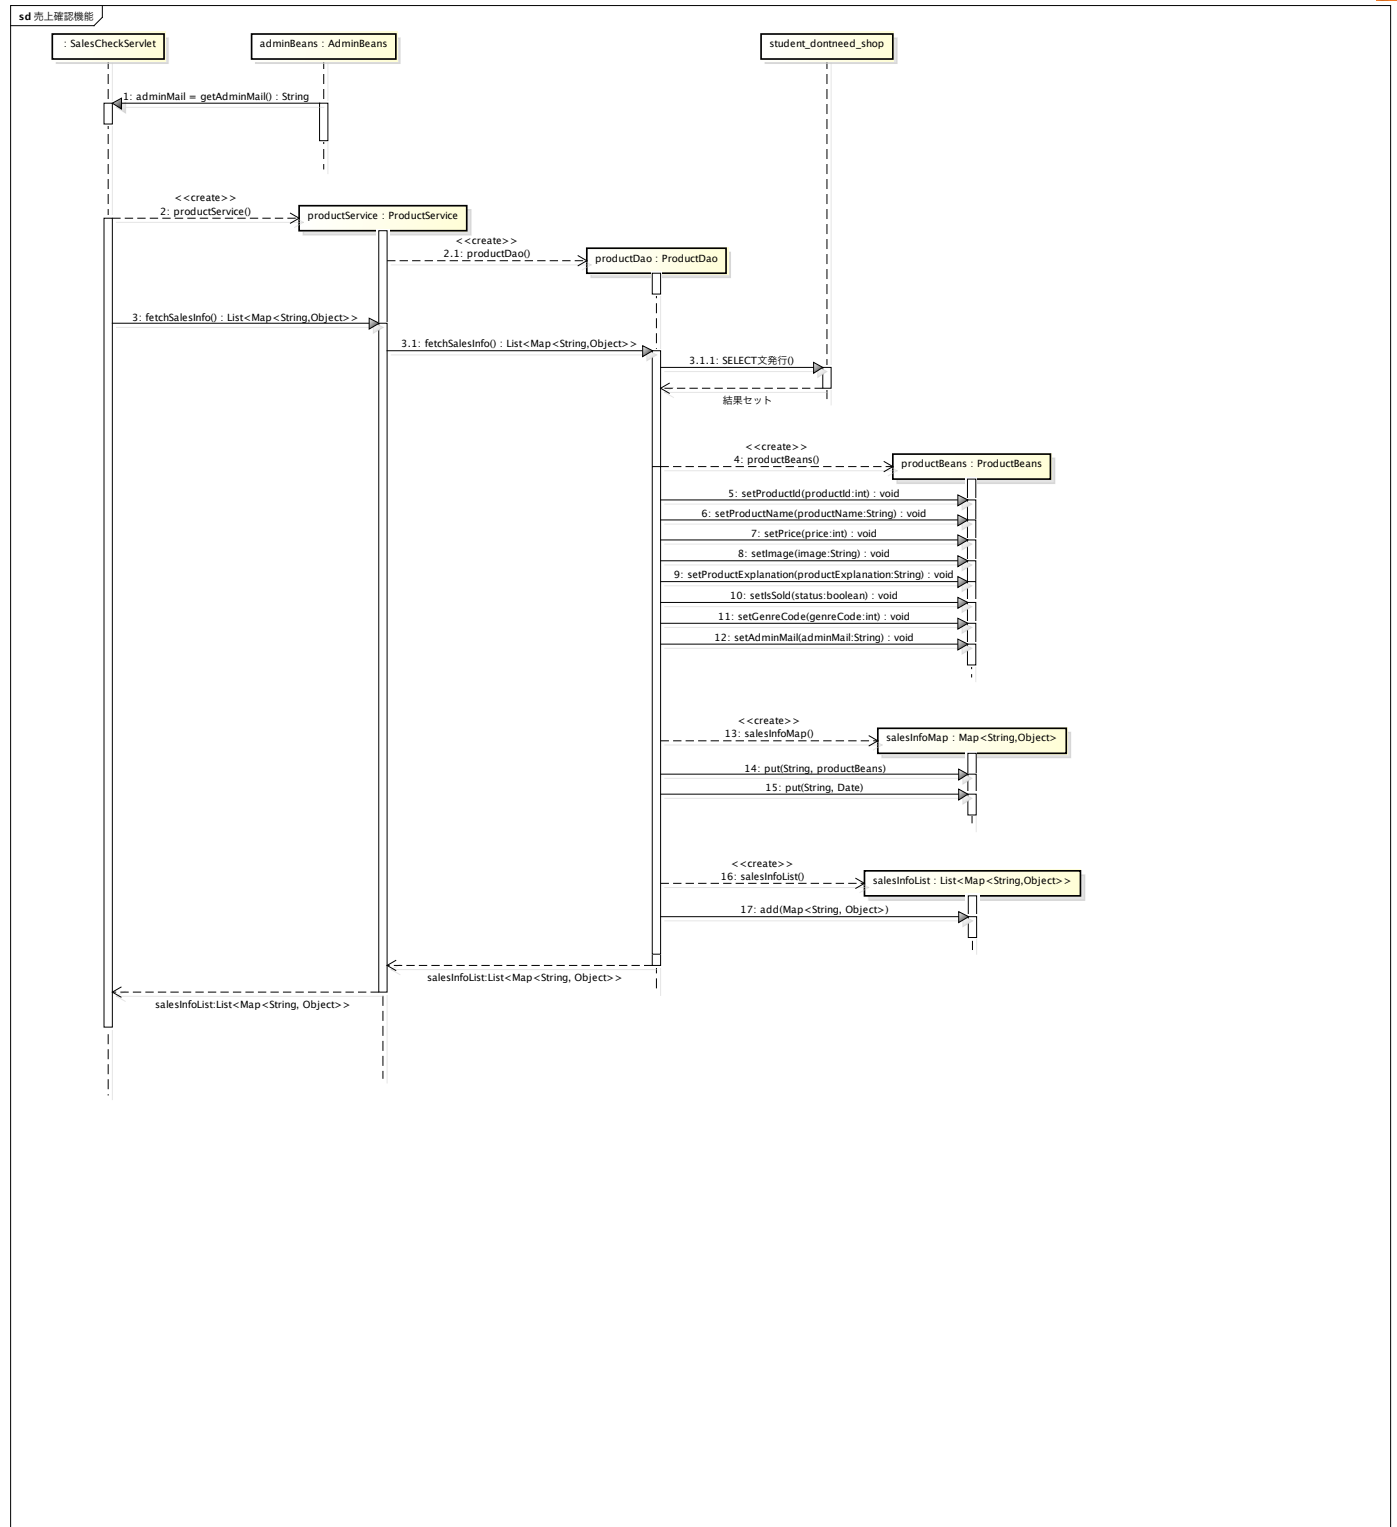 sd 売上確認機能
: SalesCheckServlet
adminBeans : AdminBeans
student_dontneed_shop
1: adminMail = getAdminMail() : String
<<create>>
2: productService()
productService : ProductService
<<create>>
2.1: productDao()
productDao : ProductDao
3: fetchSalesInfo() : List<Map<String,Object>>
3.1: fetchSalesInfo() : List<Map<String,Object>>
3.1.1: SELECT文発行()
結果セット
<<create>>
4: productBeans()
productBeans : ProductBeans
5: setProductId(productId:int) : void
6: setProductName(productName:String) : void
7: setPrice(price:int) : void
8: setImage(image:String) : void
9: setProductExplanation(productExplanation:String) : void
10: setIsSold(status:boolean) : void
11: setGenreCode(genreCode:int) : void
12: setAdminMail(adminMail:String) : void
<<create>>
13: salesInfoMap()
salesInfoMap : Map<String,Object>
14: put(String, productBeans)
15: put(String, Date)
<<create>>
16: salesInfoList()
salesInfoList : List<Map<String,Object>>
17: add(Map<String, Object>)
salesInfoList:List<Map<String, Object>>
salesInfoList:List<Map<String, Object>>